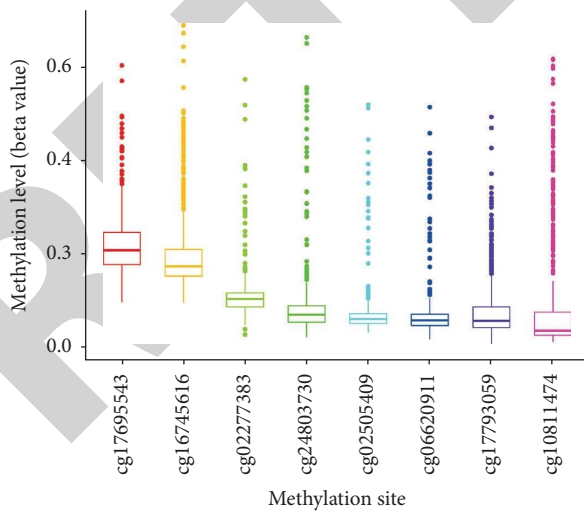 Methylation level (beta value)
0.6
0.4
0.3
0.0
cg17695543
cg16745616
cg02277383
cg24803730
cg02505409
cg06620911
cg17793059
cg10811474
Methylation site